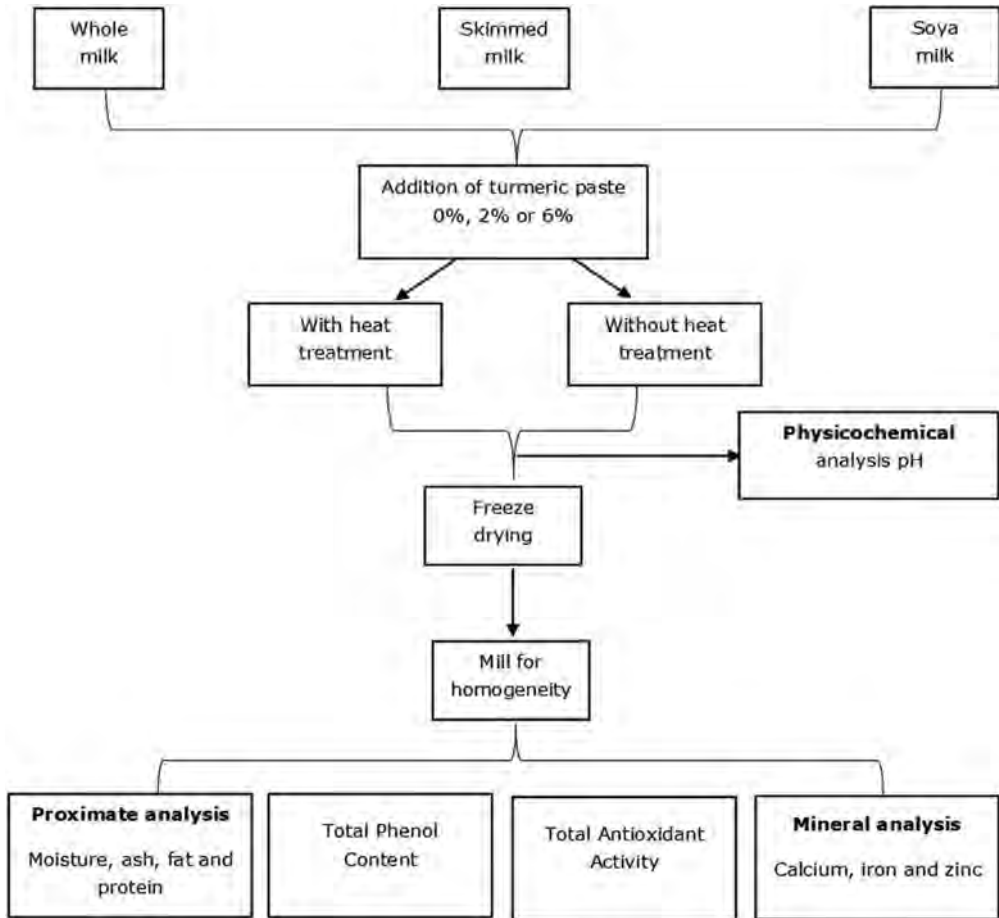 Whole
milk
Skimmed
milk
Soya
milk
Addition of turmeric paste
0%, 2% or 6%
With heat
treatment
Without heat
treatment
Physicochemical
analysis pH
Freeze
drying
Mill for
homogeneity
Proximate analysis
Moisture, ash, fat and
protein
Total Phenol
Content
Total Antioxidant
Activity
Mineral analysis
Calcium, iron and zinc